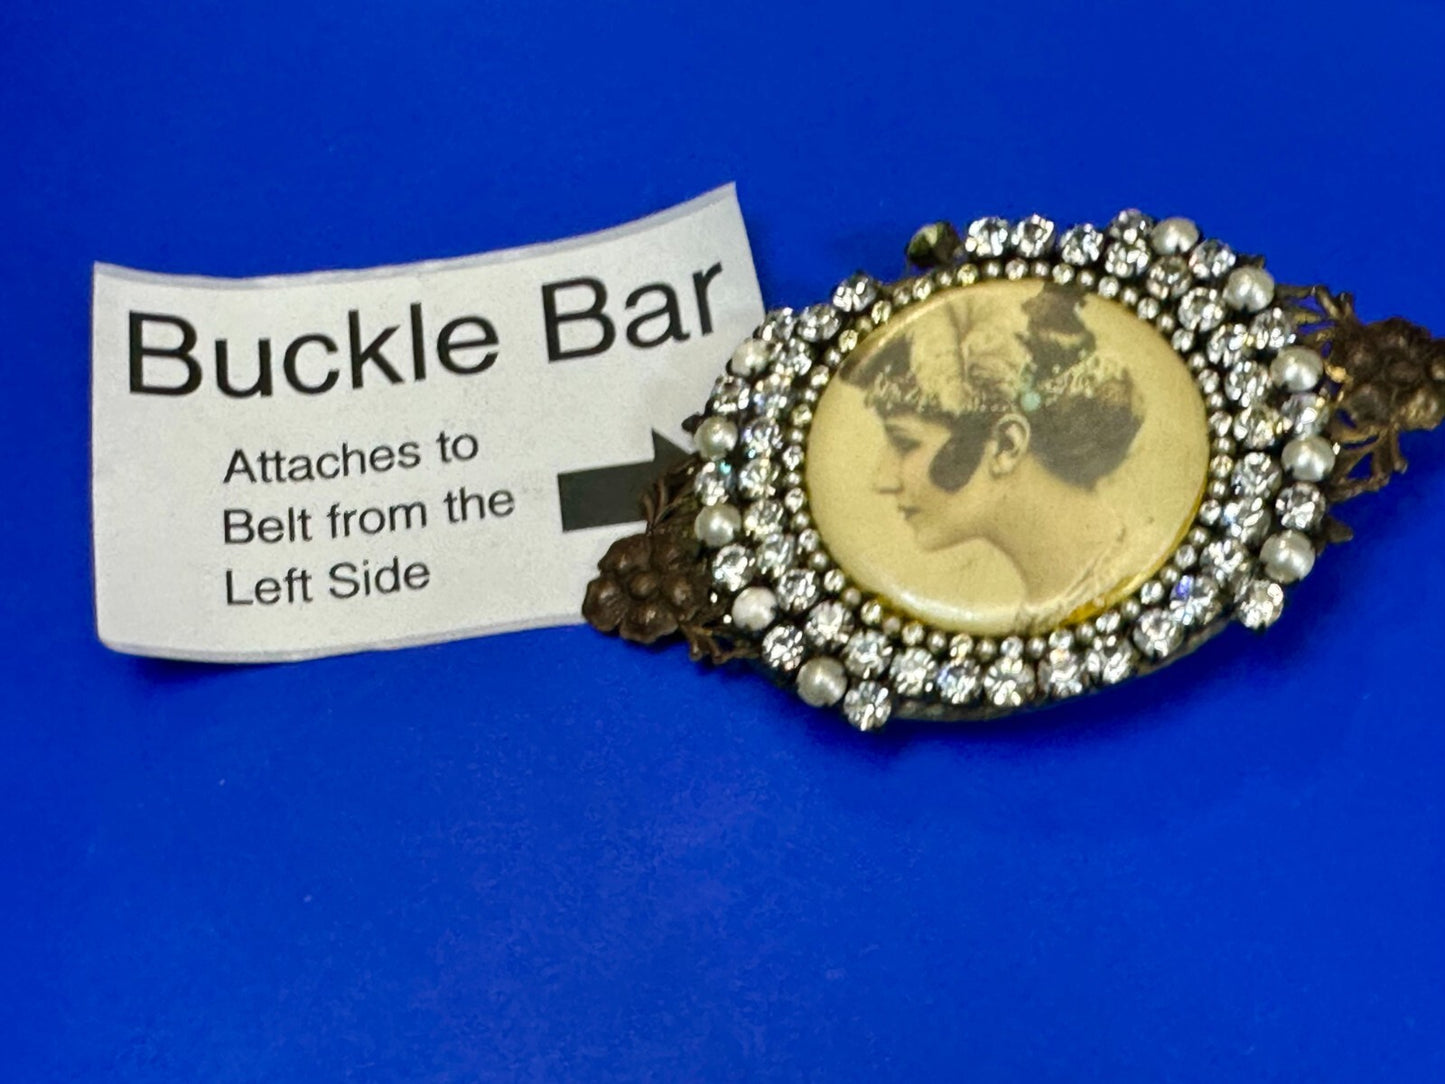 Buckle Bar
Attaches to
Belt from the
Left Side